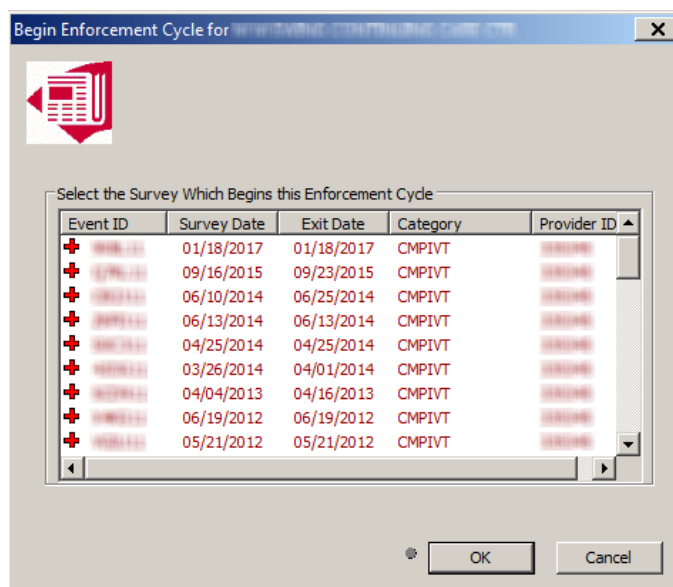 Begin Enforcement Cycle for
Select the Survey Which Begins this Enforcement Cycle
Event ID Survey Date Exit Date Category Provider ID
01/18/2017 01/18/2017 CMPIVT
09/16/2015 09/23/2015 CMPIVT
06/10/2014 06/25/2014 CMPIVT
06/13/2014 06/13/2014 CMPIVT
04/25/2014 04/25/2014 CMPIVT
03/26/2014 04/01/2014 CMPIVT
04/04/2013 04/16/2013 CMPIVT
06/19/2012 06/19/2012 CMPIVT
05/21/2012 05/21/2012 CMPIVT
OK Cancel